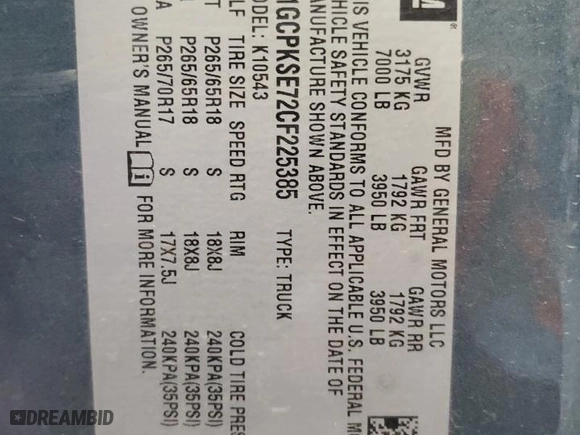 M
MFD BY GENERAL MOTORS LLC
GVWR GAWR FRT GAWR RR
3175 KG 1792 KG 1792 KG
7000 LB 3950 LB 3950 LB
IS VEHICLE CONFORMS TO ALL APPLICABLE U.S. FEDERAL M
HICLE SAFETY STANDARDS IN EFFECT ON THE DATE OF
ANUFACTURE SHOWN ABOVE.
1GCPKSE72CF225385 TYPE: TRUCK
ODEL: K10543
TIRE SIZE SPEED RTG RIM COLD TIRE PRES
P265/65R18 S 18X8J 240KPA(35PSI)
P265/65R18 S 18X8J 240KPA(35PSI)
P265/70R17 S 17X7.5J 240KPA(35PSI)
OWNER'S MANUAL i FOR MORE INFORMATION.
DREAMBID